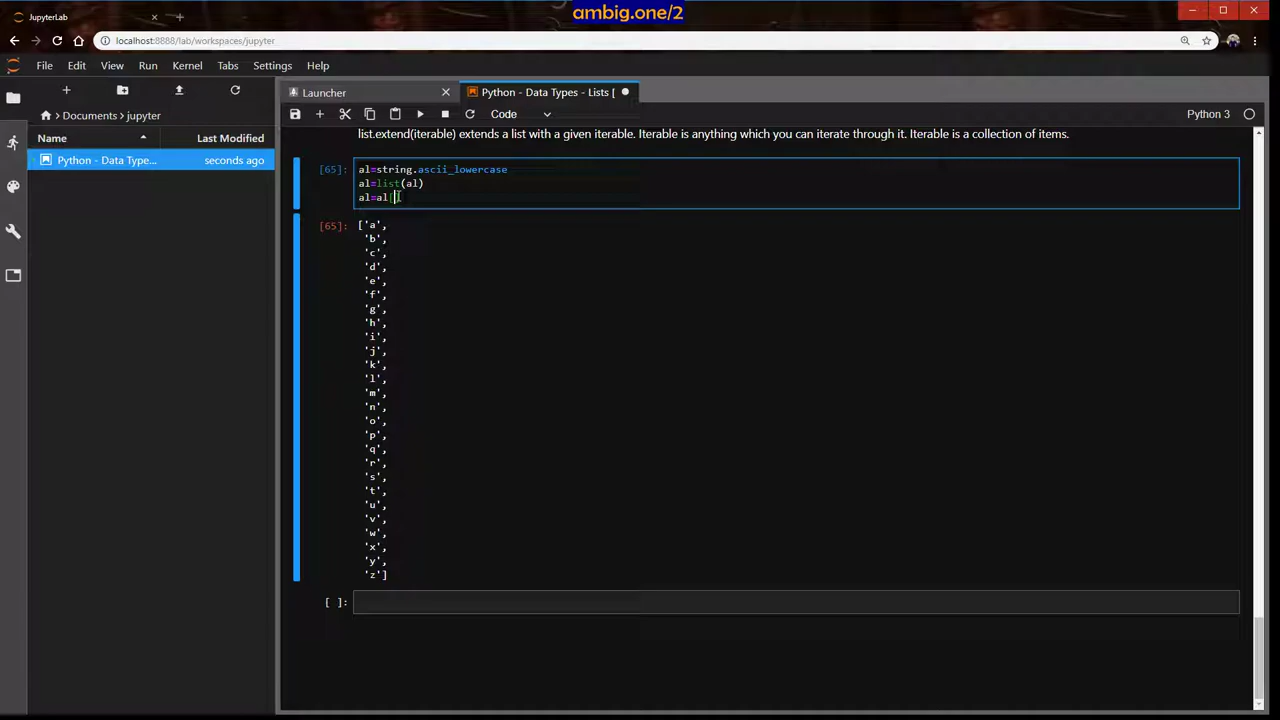 JupyterLab
ambig.one/2
localhost:8888/lab/workspaces/jupyter
File Edit View Run Kernel Tabs Settings Help
Launcher
Python - Data Types - Lists [
Code
Python 3
Documents > jupyter
Name
Last Modified
Python - Data Type...
seconds ago
list.extend(iterable) extends a list with a given iterable. Iterable is anything which you can iterate through it. Iterable is a collection of items.
[65]:
al=string.ascii_lowercase
al=list(al)
al=al[
[65]:
['a',
'b',
'c',
'd',
'e',
'f',
'g',
'h',
'i',
'j',
'k',
'l',
'm',
'n',
'o',
'p',
'q',
'r',
's',
't',
'u',
'v',
'w',
'x',
'y',
'z']
[ ]: